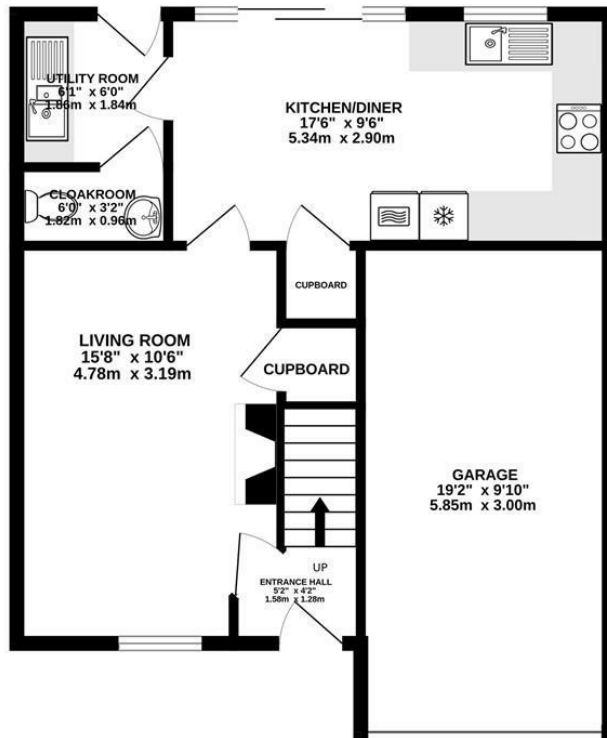 UTILITY ROOM
6'1" x 6'0"
1.86m x 1.84m
KITCHEN/DINER
17'6" x 9'6"
5.34m x 2.90m
CLOAKROOM
6'0" x 3'2"
1.82m x 0.96m
CUPBOARD
LIVING ROOM
15'8" x 10'6"
4.78m x 3.19m
CUPBOARD
GARAGE
19'2" x 9'10"
5.85m x 3.00m
UP
ENTRANCE HALL
5'2" x 4'2"
1.58m x 1.28m